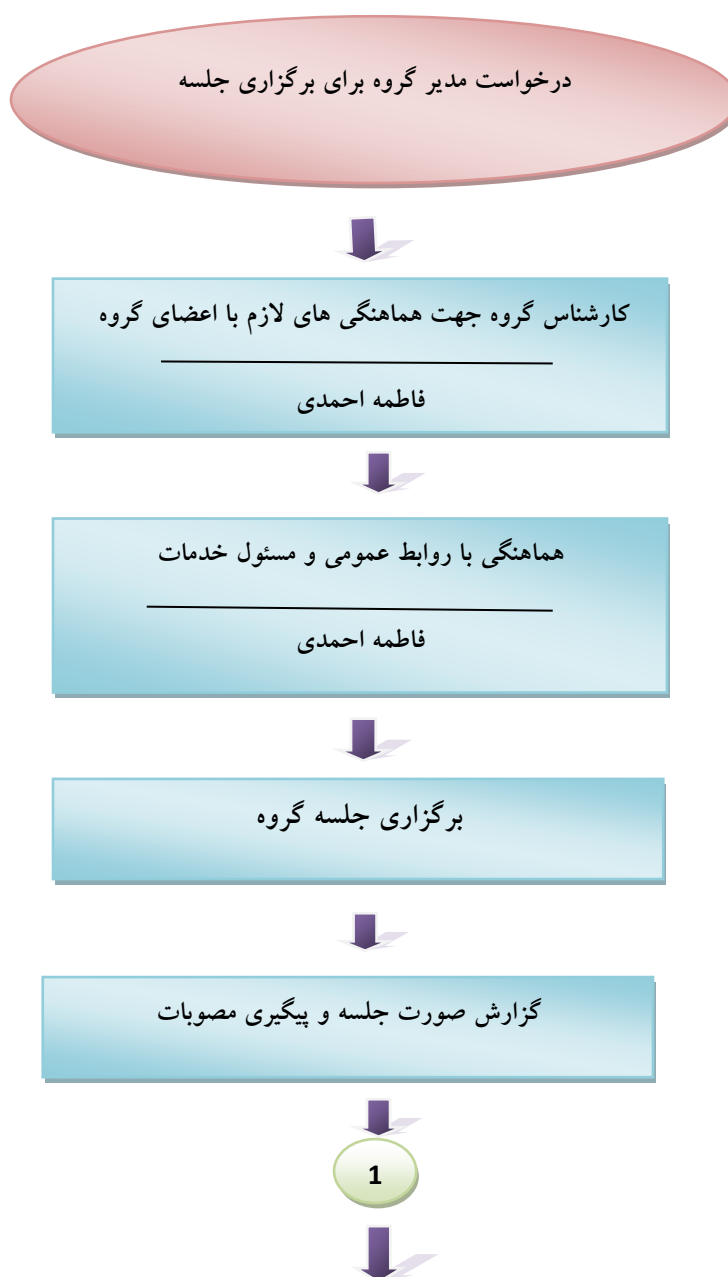 درخواست مدیر گروه برای برگزاری جلسه
کارشناس گروه جهت هماهنگی های لازم با اعضای گروه
فاطمه احمدی
هماهنگی با روابط عمومی و مسئول خدمات
فاطمه احمدی
برگزاری جلسه گروه
گزارش صورت جلسه و پیگیری مصوبات
1